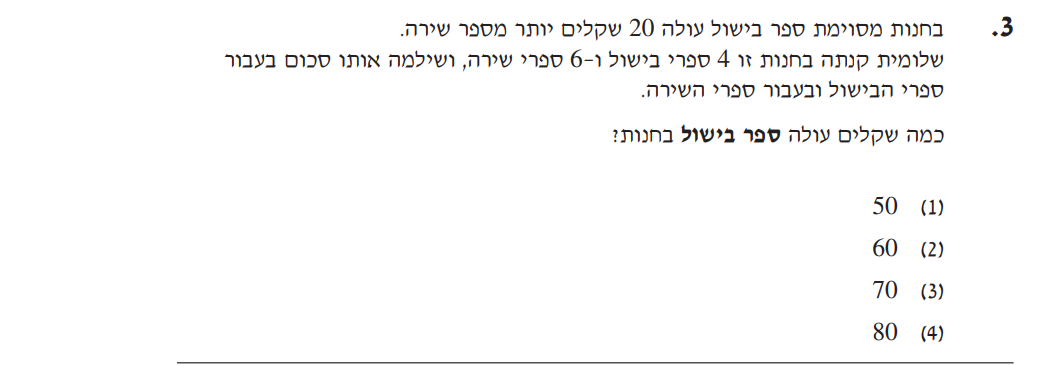 3. בחנות מסוימת ספר בישול עולה 20 שקלים יותר מספר שירה.
שלומית קנתה בחנות זו 4 ספרי בישול ו-6 ספרי שירה, ושילמה אותו סכום בעבור
ספרי הבישול ובעבור ספרי השירה.
כמה שקלים עולה ספר בישול בחנות?
(1) 50
(2) 60
(3) 70
(4) 80